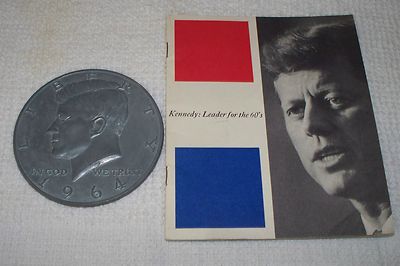 LIBERTY
IN GOD WE TRUST
1964
Kennedy: Leader for the 60's